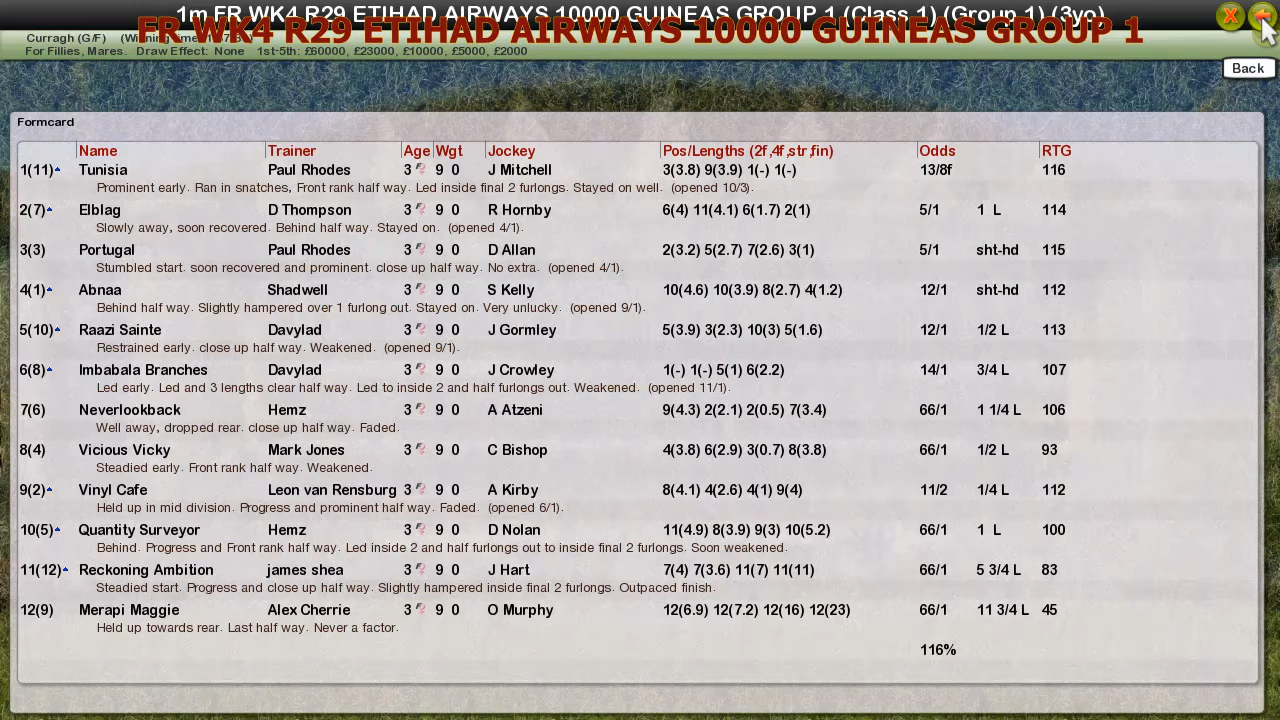 1m FR WK4 R29 ETIHAD AIRWAYS 10000 GUINEAS GROUP 1 (Class 1) (Group 1) (3yo)
FR WK4 R29 ETIHAD AIRWAYS 10000 GUINEAS GROUP 1
Curragh (G/F)
For Fillies, Mares. Draw Effect: None 1st-5th: £60000, £23000, £10000, £5000, £2000
Back
Formcard
Name Trainer Age Wgt Jockey Pos/Lengths (2f,4f,str,fin) Odds RTG
1(11) Tunisia Paul Rhodes 3 9 0 J Mitchell 3(3.8) 9(3.9) 1(-) 1(-) 13/8f 116
Prominent early. Ran in snatches, Front rank half way. Led inside final 2 furlongs. Stayed on well. (opened 10/3).
2(7) Elblag D Thompson 3 9 0 R Hornby 6(4) 11(4.1) 6(1.7) 2(1) 5/1 1 L 114
Slowly away, soon recovered. Behind half way. Stayed on. (opened 4/1).
3(3) Portugal Paul Rhodes 3 9 0 D Allan 2(3.2) 5(2.7) 7(2.6) 3(1) 5/1 sht-hd 115
Stumbled start. soon recovered and prominent. close up half way. No extra. (opened 4/1).
4(1) Abnaa Shadwell 3 9 0 S Kelly 10(4.6) 10(3.9) 8(2.7) 4(1.2) 12/1 sht-hd 112
Behind half way. Slightly hampered over 1 furlong out. Stayed on. Very unlucky. (opened 9/1).
5(10) Raazi Sainte Davylad 3 9 0 J Gormley 5(3.9) 3(2.3) 10(3) 5(1.6) 12/1 1/2 L 113
Restrained early. close up half way. Weakened. (opened 9/1).
6(8) Imbabala Branches Davylad 3 9 0 J Crowley 1(-) 1(-) 5(1) 6(2.2) 14/1 3/4 L 107
Led early. Led and 3 lengths clear half way. Led to inside 2 and half furlongs out. Weakened. (opened 11/1).
7(6) Neverlookback Hemz 3 9 0 A Atzeni 9(4.3) 2(2.1) 2(0.5) 7(3.4) 66/1 1 1/4 L 106
Well away, dropped rear. close up half way. Faded.
8(4) Vicious Vicky Mark Jones 3 9 0 C Bishop 4(3.8) 6(2.9) 3(0.7) 8(3.8) 66/1 1/2 L 93
Steadied early. Front rank half way. Weakened.
9(2) Vinyl Cafe Leon van Rensburg 3 9 0 A Kirby 8(4.1) 4(2.6) 4(1) 9(4) 11/2 1/4 L 112
Held up in mid division. Progress and prominent half way. Faded. (opened 6/1).
10(5) Quantity Surveyor Hemz 3 9 0 D Nolan 11(4.9) 8(3.9) 9(3) 10(5.2) 66/1 1 L 100
Behind. Progress and Front rank half way. Led inside 2 and half furlongs out to inside final 2 furlongs. Soon weakened.
11(12) Reckoning Ambition james shea 3 9 0 J Hart 7(4) 7(3.6) 11(7) 11(11) 66/1 5 3/4 L 83
Steadied start. Progress and close up half way. Slightly hampered inside final 2 furlongs. Outpaced finish.
12(9) Merapi Maggie Alex Cherrie 3 9 0 O Murphy 12(6.9) 12(7.2) 12(16) 12(23) 66/1 11 3/4 L 45
Held up towards rear. Last half way. Never a factor.
116%